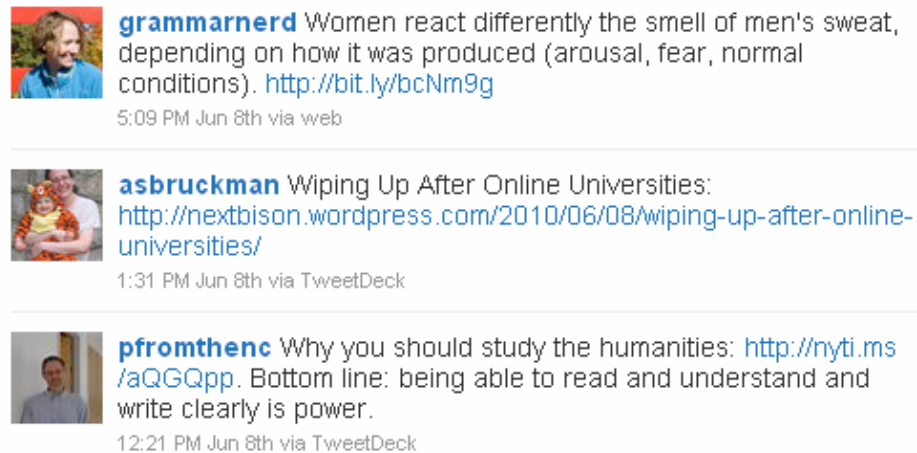 grammarnerd Women react differently the smell of men's sweat,
depending on how it was produced (arousal, fear, normal
conditions). http://bit.ly/bcNm9g
5:09 PM Jun 8th via web
asbruckman Wiping Up After Online Universities:
http://nextbison.wordpress.com/2010/06/08/wiping-up-after-online-
universities/
1:31 PM Jun 8th via TweetDeck
pfromthenc Why you should study the humanities: http://nyti.ms
/aQGQpp. Bottom line: being able to read and understand and
write clearly is power.
12:21 PM Jun 8th via TweetDeck